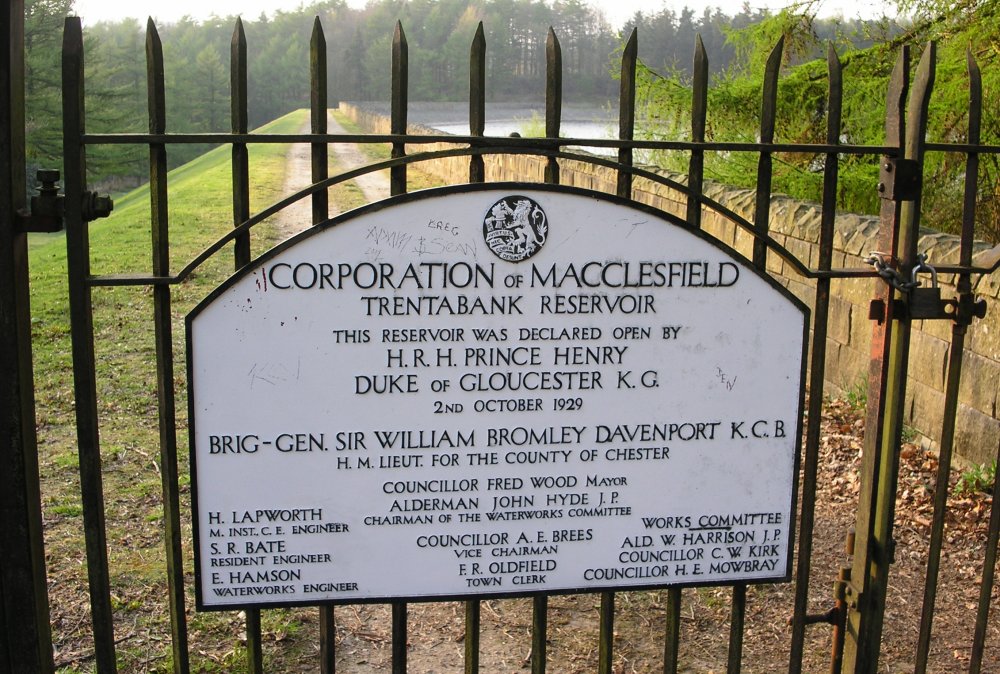 KREG
ADAM & SEAN
CORPORATION OF MACCLESFIELD
TRENTABANK RESERVOIR
THIS RESERVOIR WAS DECLARED OPEN BY
H.R.H. PRINCE HENRY
DUKE OF GLOUCESTER K.G.
2ND OCTOBER 1929
BRIG-GEN. SIR WILLIAM BROMLEY DAVENPORT K.C.B.
H.M. LIEUT. FOR THE COUNTY OF CHESTER
COUNCILLOR FRED WOOD MAYOR
ALDERMAN JOHN HYDE J.P.
CHAIRMAN OF THE WATERWORKS COMMITTEE
H. LAPWORTH
M. INST., C.E. ENGINEER
S.R. BATE
RESIDENT ENGINEER
E. HAMSON
WATERWORKS ENGINEER
COUNCILLOR A.E. BREES
VICE CHAIRMAN
F.R. OLDFIELD
TOWN CLERK
WORKS COMMITTEE
ALD. W. HARRISON J.P.
COUNCILLOR C.W. KIRK
COUNCILLOR H.E. MOWBRAY